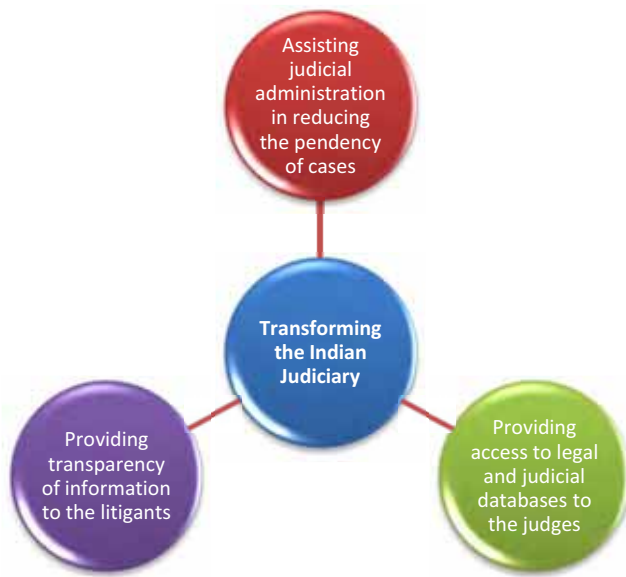 Assisting
judicial
administration
in reducing
the pendency
of cases
Transforming
the Indian
Judiciary
Providing
transparency
of information
to the litigants
Providing
access to legal
and judicial
databases to
the judges